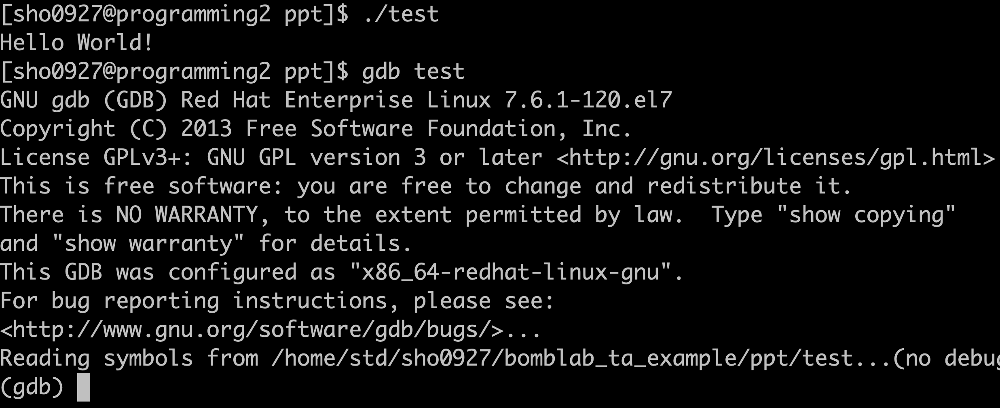 [sho0927@programming2 ppt]$ ./test
Hello World!
[sho0927@programming2 ppt]$ gdb test
GNU gdb (GDB) Red Hat Enterprise Linux 7.6.1-120.el7
Copyright (C) 2013 Free Software Foundation, Inc.
License GPLv3+: GNU GPL version 3 or later <http://gnu.org/licenses/gpl.html>
This is free software: you are free to change and redistribute it.
There is NO WARRANTY, to the extent permitted by law.  Type "show copying"
and "show warranty" for details.
This GDB was configured as "x86_64-redhat-linux-gnu".
For bug reporting instructions, please see:
<http://www.gnu.org/software/gdb/bugs/>...
Reading symbols from /home/std/sho0927/bomblab_ta_example/ppt/test...(no debug
(gdb)